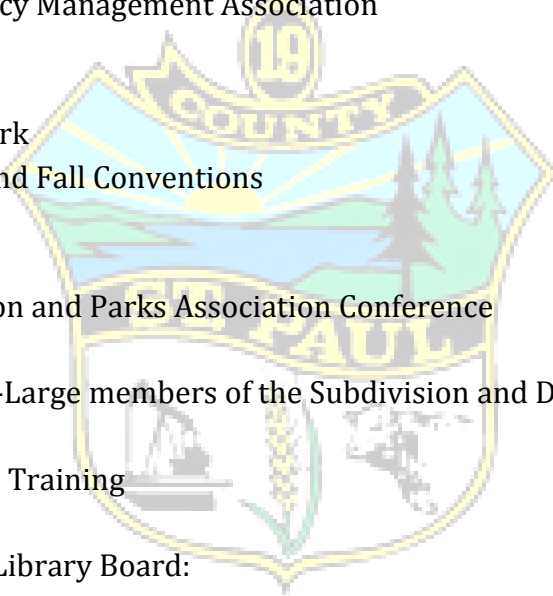 cy Management Association
19
COUNTY
rk
nd Fall Conventions
on and Parks Association Conference
ST. PAUL
-Large members of the Subdivision and D
Training
Library Board: